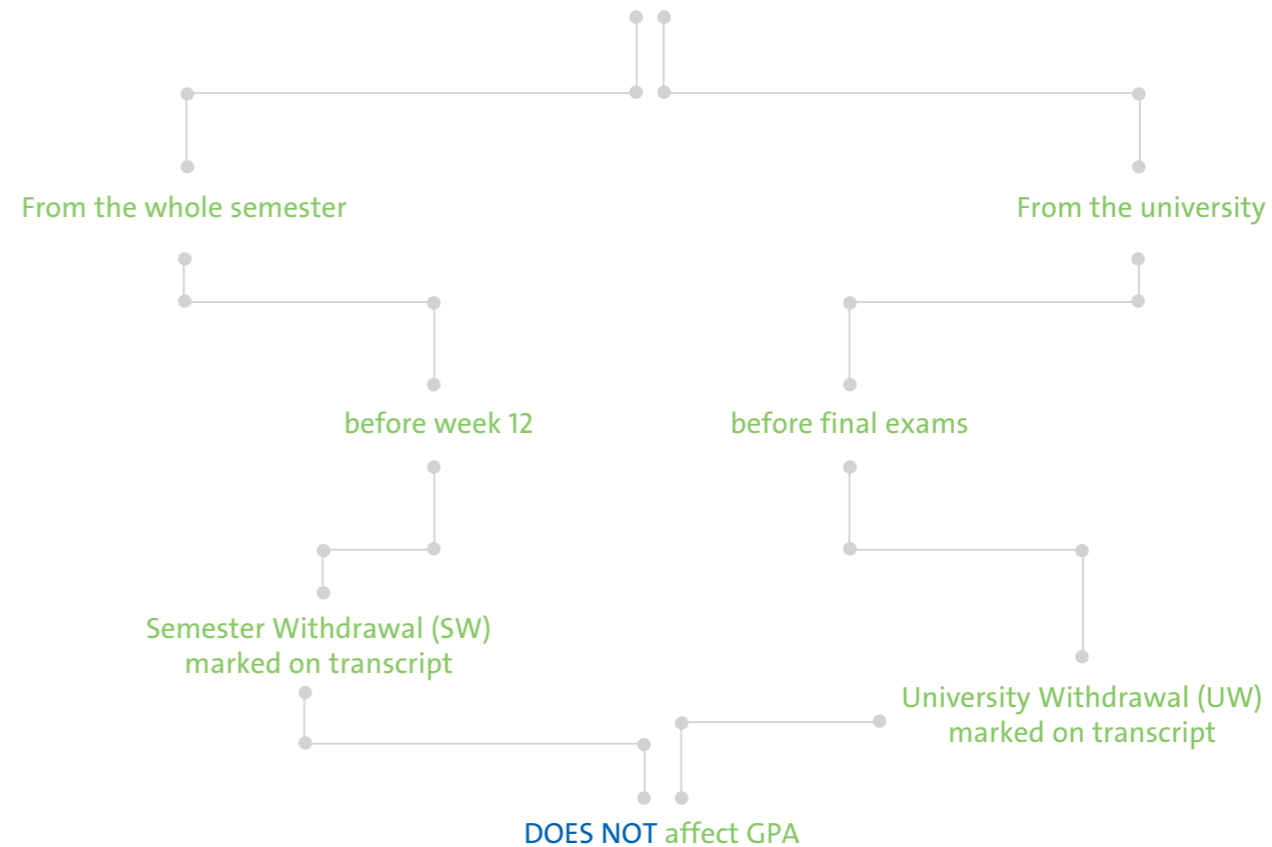 From the whole semester
From the university
before week 12
before final exams
Semester Withdrawal (SW)
marked on transcript
University Withdrawal (UW)
marked on transcript
DOES NOT affect GPA